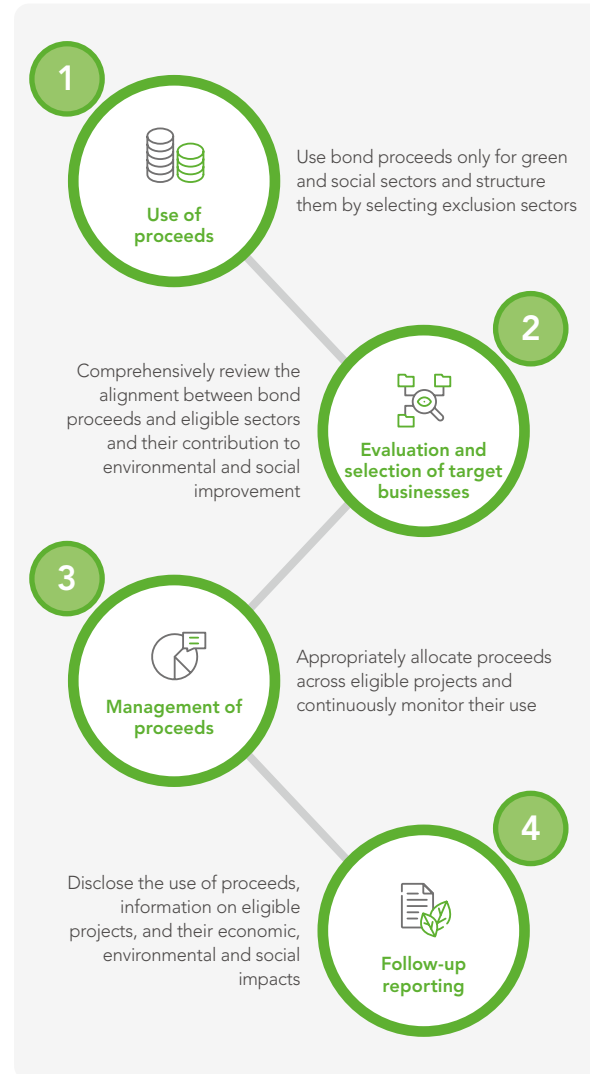 1
Use of
proceeds
Use bond proceeds only for green
and social sectors and structure
them by selecting exclusion sectors
2
Evaluation and
selection of target
businesses
Comprehensively review the
alignment between bond
proceeds and eligible sectors
and their contribution to
environmental and social
improvement
3
Management of
proceeds
Appropriately allocate proceeds
across eligible projects and
continuously monitor their use
4
Follow-up
reporting
Disclose the use of proceeds,
information on eligible
projects, and their economic,
environmental and social
impacts